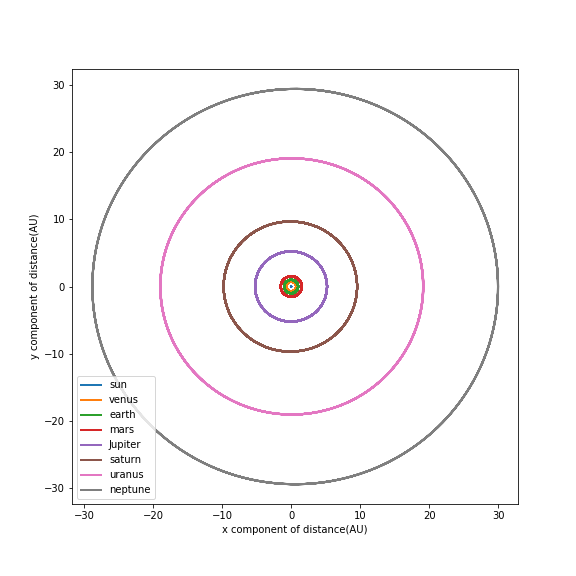 30
20
10
0
−10
−20
−30
y component of distance(AU)
sun
venus
earth
mars
Jupiter
saturn
uranus
neptune
−30 −20 −10 0 10 20 30
x component of distance(AU)